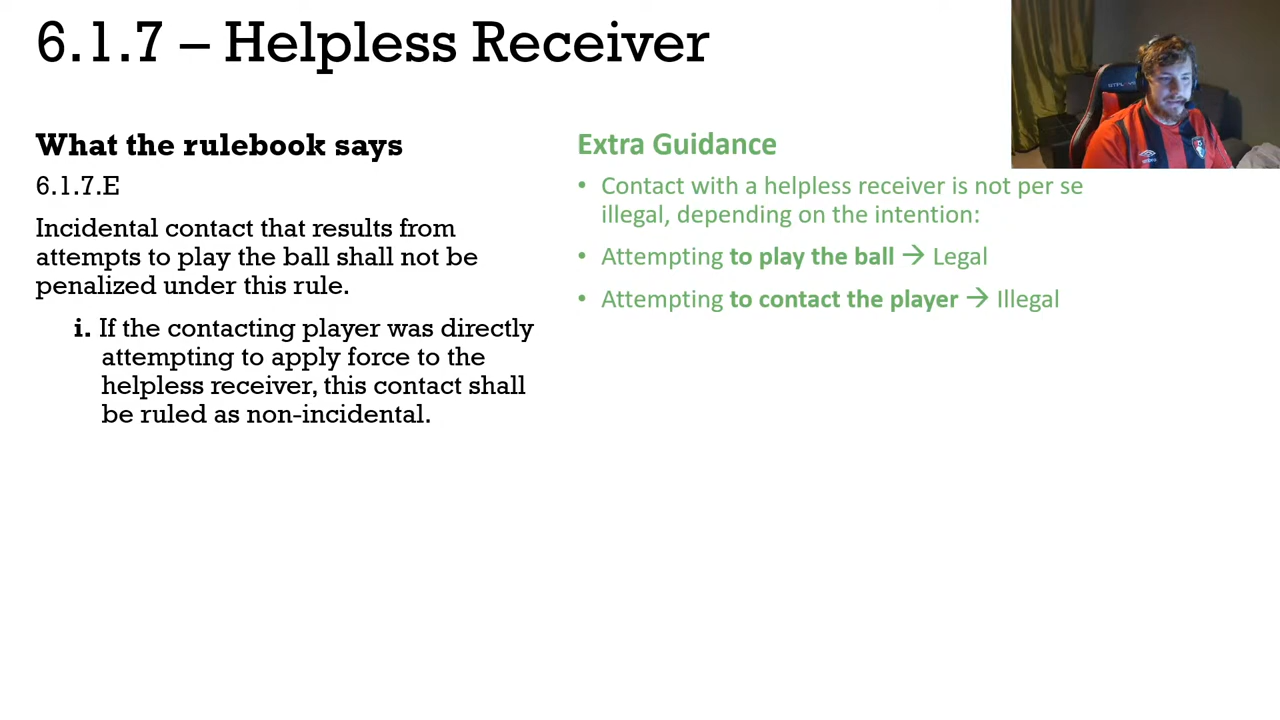 6.1.7 – Helpless Receiver
What the rulebook says
6.1.7.E
Incidental contact that results from
attempts to play the ball shall not be
penalized under this rule.
i. If the contacting player was directly
attempting to apply force to the
helpless receiver, this contact shall
be ruled as non-incidental.
Extra Guidance
• Contact with a helpless receiver is not per se
illegal, depending on the intention:
• Attempting to play the ball → Legal
• Attempting to contact the player → Illegal